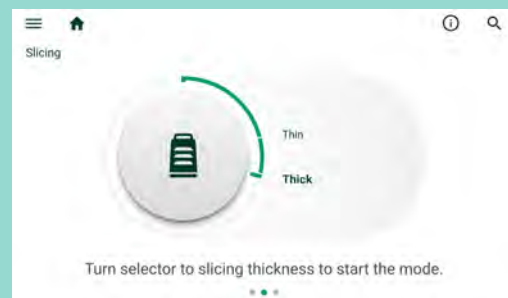 Slicing
Thin
Thick
Turn selector to slicing thickness to start the mode.